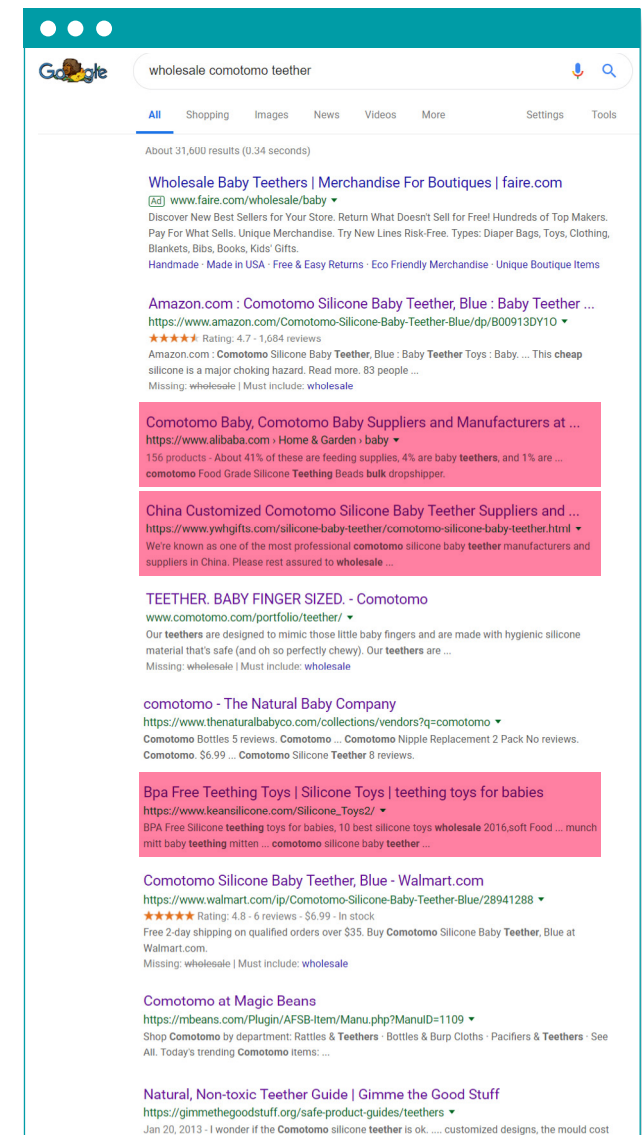 Google
wholesale comotomo teether
All Shopping Images News Videos More Settings Tools
About 31,600 results (0.34 seconds)
Wholesale Baby Teethers | Merchandise For Boutiques | faire.com
Ad www.faire.com/wholesale/baby
Discover New Best Sellers for Your Store. Return What Doesn't Sell for Free! Hundreds of Top Makers.
Pay For What Sells. Unique Merchandise. Try New Lines Risk-Free. Types: Diaper Bags, Toys, Clothing,
Blankets, Bibs, Books, Kids' Gifts.
Handmade · Made in USA · Free & Easy Returns · Eco Friendly Merchandise · Unique Boutique Items
Amazon.com : Comotomo Silicone Baby Teether, Blue : Baby Teether ...
https://www.amazon.com/Comotomo-Silicone-Baby-Teether-Blue/dp/B00913DY1O
Rating: 4.7 - 1,684 reviews
Amazon.com : Comotomo Silicone Baby Teether, Blue : Baby Teether Toys : Baby. ... This cheap
silicone is a major choking hazard. Read more. 83 people ...
Missing: wholesale | Must include: wholesale
Comotomo Baby, Comotomo Baby Suppliers and Manufacturers at ...
https://www.alibaba.com › Home & Garden › baby
156 products - About 41% of these are feeding supplies, 4% are baby teethers, and 1% are ...
comotomo Food Grade Silicone Teething Beads bulk dropshipper.
China Customized Comotomo Silicone Baby Teether Suppliers and ...
https://www.ywhgifts.com/silicone-baby-teether/comotomo-silicone-baby-teether.html
We're known as one of the most professional comotomo silicone baby teether manufacturers and
suppliers in China. Please rest assured to wholesale ...
TEETHER. BABY FINGER SIZED. - Comotomo
www.comotomo.com/portfolio/teether/
Our teethers are designed to mimic those little baby fingers and are made with hygienic silicone
material that's safe (and oh so perfectly chewy). Our teethers are ...
Missing: wholesale | Must include: wholesale
comotomo - The Natural Baby Company
https://www.thenaturalbabyco.com/collections/vendors?q=comotomo
Comotomo Bottles 5 reviews. Comotomo ... Comotomo Nipple Replacement 2 Pack No reviews.
Comotomo. $6.99 ... Comotomo Silicone Teether 8 reviews.
Bpa Free Teething Toys | Silicone Toys | teething toys for babies
https://www.keansilicone.com/Silicone_Toys2/
BPA Free Silicone teething toys for babies, 10 best silicone toys wholesale 2016,soft Food ... munch
mitt baby teething mitten ... comotomo silicone baby teether ...
Comotomo Silicone Baby Teether, Blue - Walmart.com
https://www.walmart.com/ip/Comotomo-Silicone-Baby-Teether-Blue/28941288
Rating: 4.8 - 6 reviews - $6.99 - In stock
Free 2-day shipping on qualified orders over $35. Buy Comotomo Silicone Baby Teether, Blue at
Walmart.com.
Missing: wholesale | Must include: wholesale
Comotomo at Magic Beans
https://mbeans.com/Plugin/AFSB-Item/Manu.php?ManuID=1109
Shop Comotomo by department: Rattles & Teethers · Bottles & Burp Cloths · Pacifiers & Teethers · See
All. Today's trending Comotomo items: ...
Natural, Non-toxic Teether Guide | Gimme the Good Stuff
https://gimmethegoodstuff.org/safe-product-guides/teethers
Jan 20, 2013 - I wonder if the Comotomo silicone teether is ok. .... customized designs, the mould cost